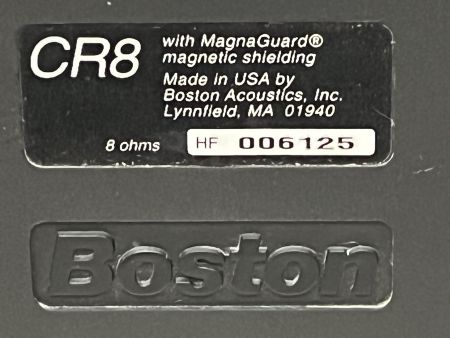 CR8
with MagnaGuard®
magnetic shielding
Made in USA by
Boston Acoustics, Inc.
Lynnfield, MA 01940
8 ohms HF 006125
Boston